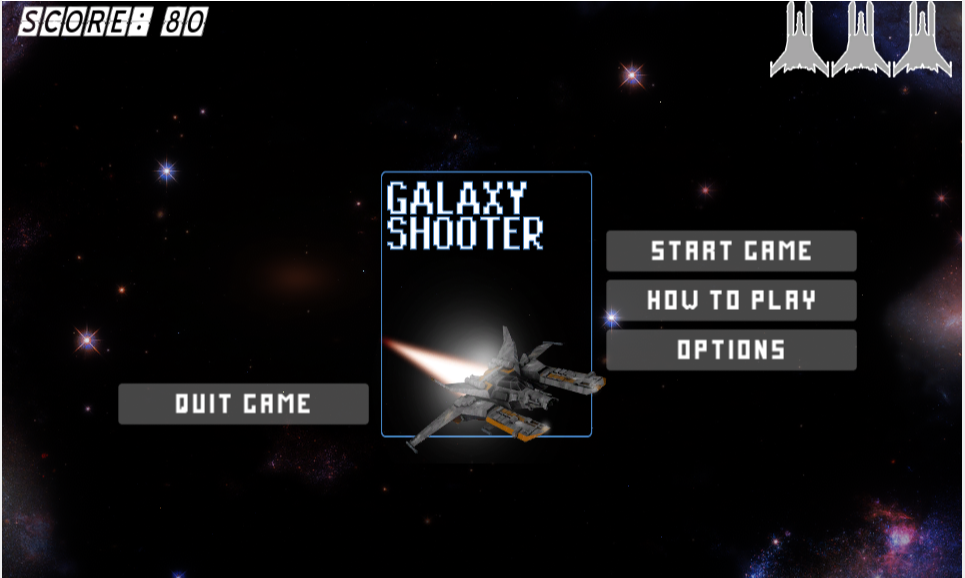 SCORE: 80
GALAXY
SHOOTER
START GAME
HOW TO PLAY
OPTIONS
QUIT GAME